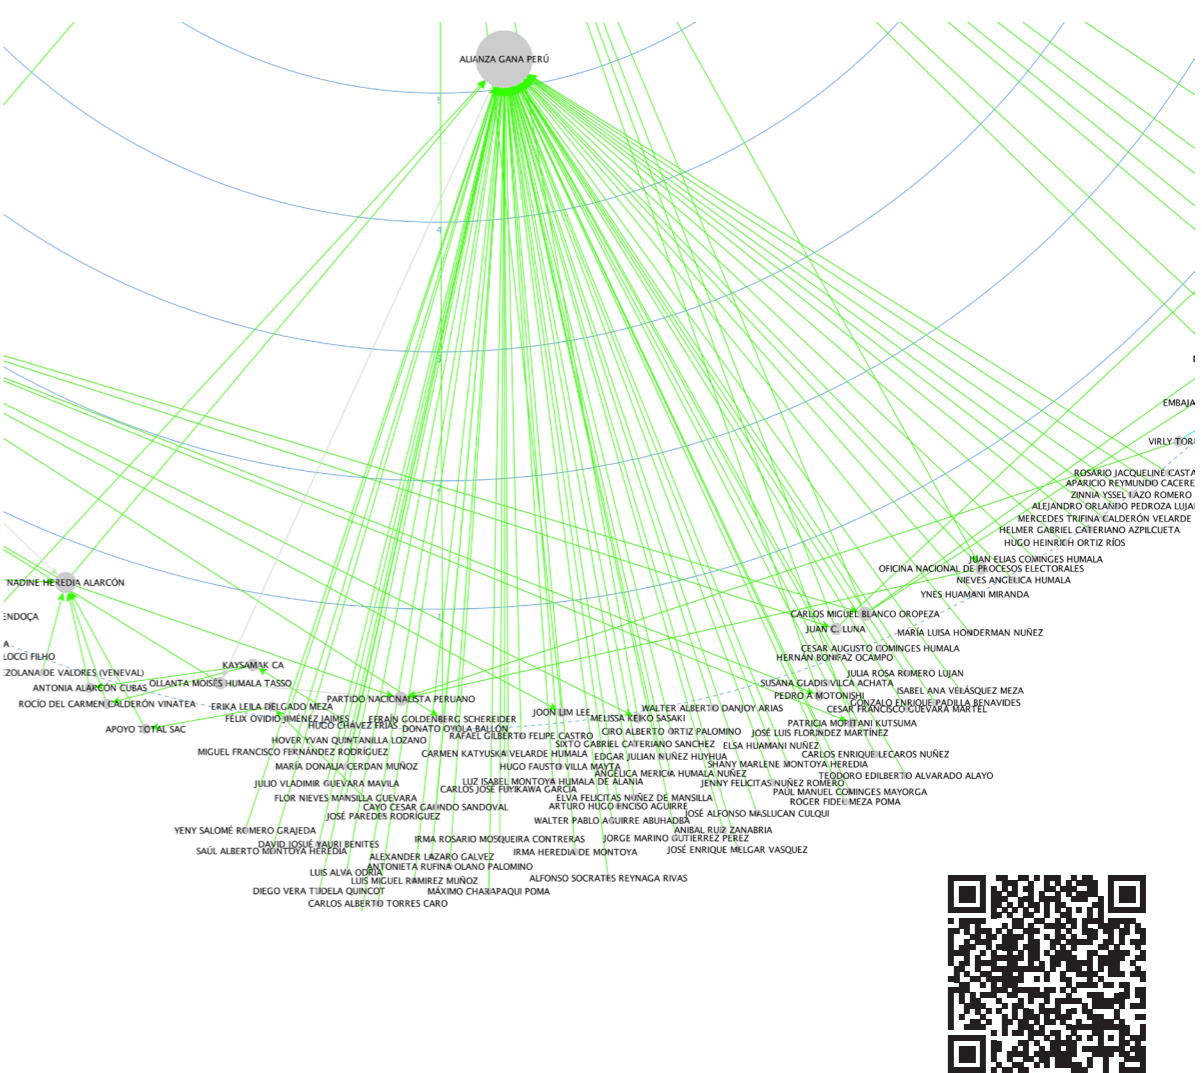 ALIANZA GANA PERÚ
5
4
3
2
1
EMBAJA
VIRLY TOR
ROSARIO JACQUELINE CASTA
APARICIO REYMUNDO CACERE
ZINNIA YSSEL LAZO ROMERO
ALEJANDRO ORLANDO PEDROZA LUJA
MERCEDES TRIFINA CALDERÓN VELARDE
HELMER GABRIEL CATERIANO AZPILCUETA
HUGO HEINRICH ORTIZ RÍOS
JUAN ELIAS COMINGES HUMALA
OFICINA NACIONAL DE PROCESOS ELECTORALES
NIEVES ANGELICA HUMALA
NADINE HEREDIA ALARCÓN
YNES HUAMANI MIRANDA
ENDOÇA
CARLOS MIGUEL BLANCO OROPEZA
JUAN C. LUNA
MARÍA LUISA HONDERMAN NUÑEZ
A
CESAR AUGUSTO COMINGES HUMALA
LOCCI FILHO
HERNÁN BONIFAZ OCAMPO
KAYSAMAK CA
EZOLANA DE VALORES (VENEVAL)
JULIA ROSA ROMERO LUJAN
OLLANTA MOISES HUMALA TASSO
SUSANA GLADIS VILCA ACHATA
ANTONIA ALARCÓN CUBAS
ISABEL ANA VELÁSQUEZ MEZA
PEDRO A MOTONISHI
PARTIDO NACIONALISTA PERUANO
GONZALO ENRIQUE PADILLA BENAVIDES
ROCÍO DEL CARMEN CALDERÓN VINATEA
ERIKA LEILA DELGADO MEZA
WALTER ALBERTO DANJOY ARIAS
CESAR FRANCISCO GUEVARA MARTEL
JOON LIM LEE
MELISSA KEIKO SASAKI
FÉLIX OVIDIO JIMÉNEZ JAIMES
EFRAIN GOLDENBERG SCHEREIDER
PATRICIA MORITANI KUTSUMA
HUGO CHÁVEZ FRIAS
APOYO TOTAL SAC
DONATO OYOLA BALLÓN
CIRO ALBERTO ORTIZ PALOMINO
JOSÉ LUIS FLORINDEZ MARTÍNEZ
RAFAEL GILBERTO FELIPE CASTRO
HOVER YVAN QUINTANILLA LOZANO
SIXTO GABRIEL CATERIANO SANCHEZ
ELSA HUAMANI NUÑEZ
MIGUEL FRANCISCO FERNÁNDEZ RODRÍGUEZ
CARMEN KATYUSKA VELARDE HUMALA
EDGAR JULIAN NUÑEZ HUYHUA
CARLOS ENRIQUE LECAROS NUÑEZ
MARÍA DONALIA CERDAN MUÑOZ
HUGO FAUSTO VILLA MAYTA
SHANY MARLENE MONTOYA HEREDIA
ANGÉLICA MERICIA HUMALA NUÑEZ
TEODORO EDILBERTO ALVARADO ALAYO
JULIO VLADIMIR GUEVARA MAVILA
LUZ ISABEL MONTOYA HUMALA DE ALANIA
JENNY FELICITAS NUÑEZ ROMERO
CARLOS JOSÉ FUYIKAWA GARCÍA
PAUL MANUEL COMINGES MAYORGA
FLOR NIEVES MANSILLA GUEVARA
ELVA FELICITAS NUÑEZ DE MANSILLA
ROGER FIDEL MEZA POMA
CAYO CESAR GALINDO SANDOVAL
ARTURO HUGO ENCISO AGUIRRE
JOSÉ PAREDES RODRÍGUEZ
JOSÉ ALFONSO MASLUCAN CULQUI
WALTER PABLO AGUIRRE ABUHADBA
YENY SALOMÉ ROMERO GRAJEDA
ANIBAL RUIZ ZANABRIA
IRMA ROSARIO MOSQUEIRA CONTRERAS
JORGE MARINO GUTIERREZ PEREZ
DAVID JOSUÉ YAURI BENITES
SAÚL ALBERTO MONTOYA HEREDIA
IRMA HEREDIA DE MONTOYA
JOSÉ ENRIQUE MELGAR VASQUEZ
ALEXANDER LAZARO GALVEZ
ANTONIETA RUFINA OLANO PALOMINO
LUIS ALVA ODRIA
LUIS MIGUEL RAMIREZ MUÑOZ
ALFONSO SOCRATES REYNAGA RIVAS
DIEGO VERA TUDELA QUINCOT
MÁXIMO CHARAPAQUI POMA
CARLOS ALBERTO TORRES CARO